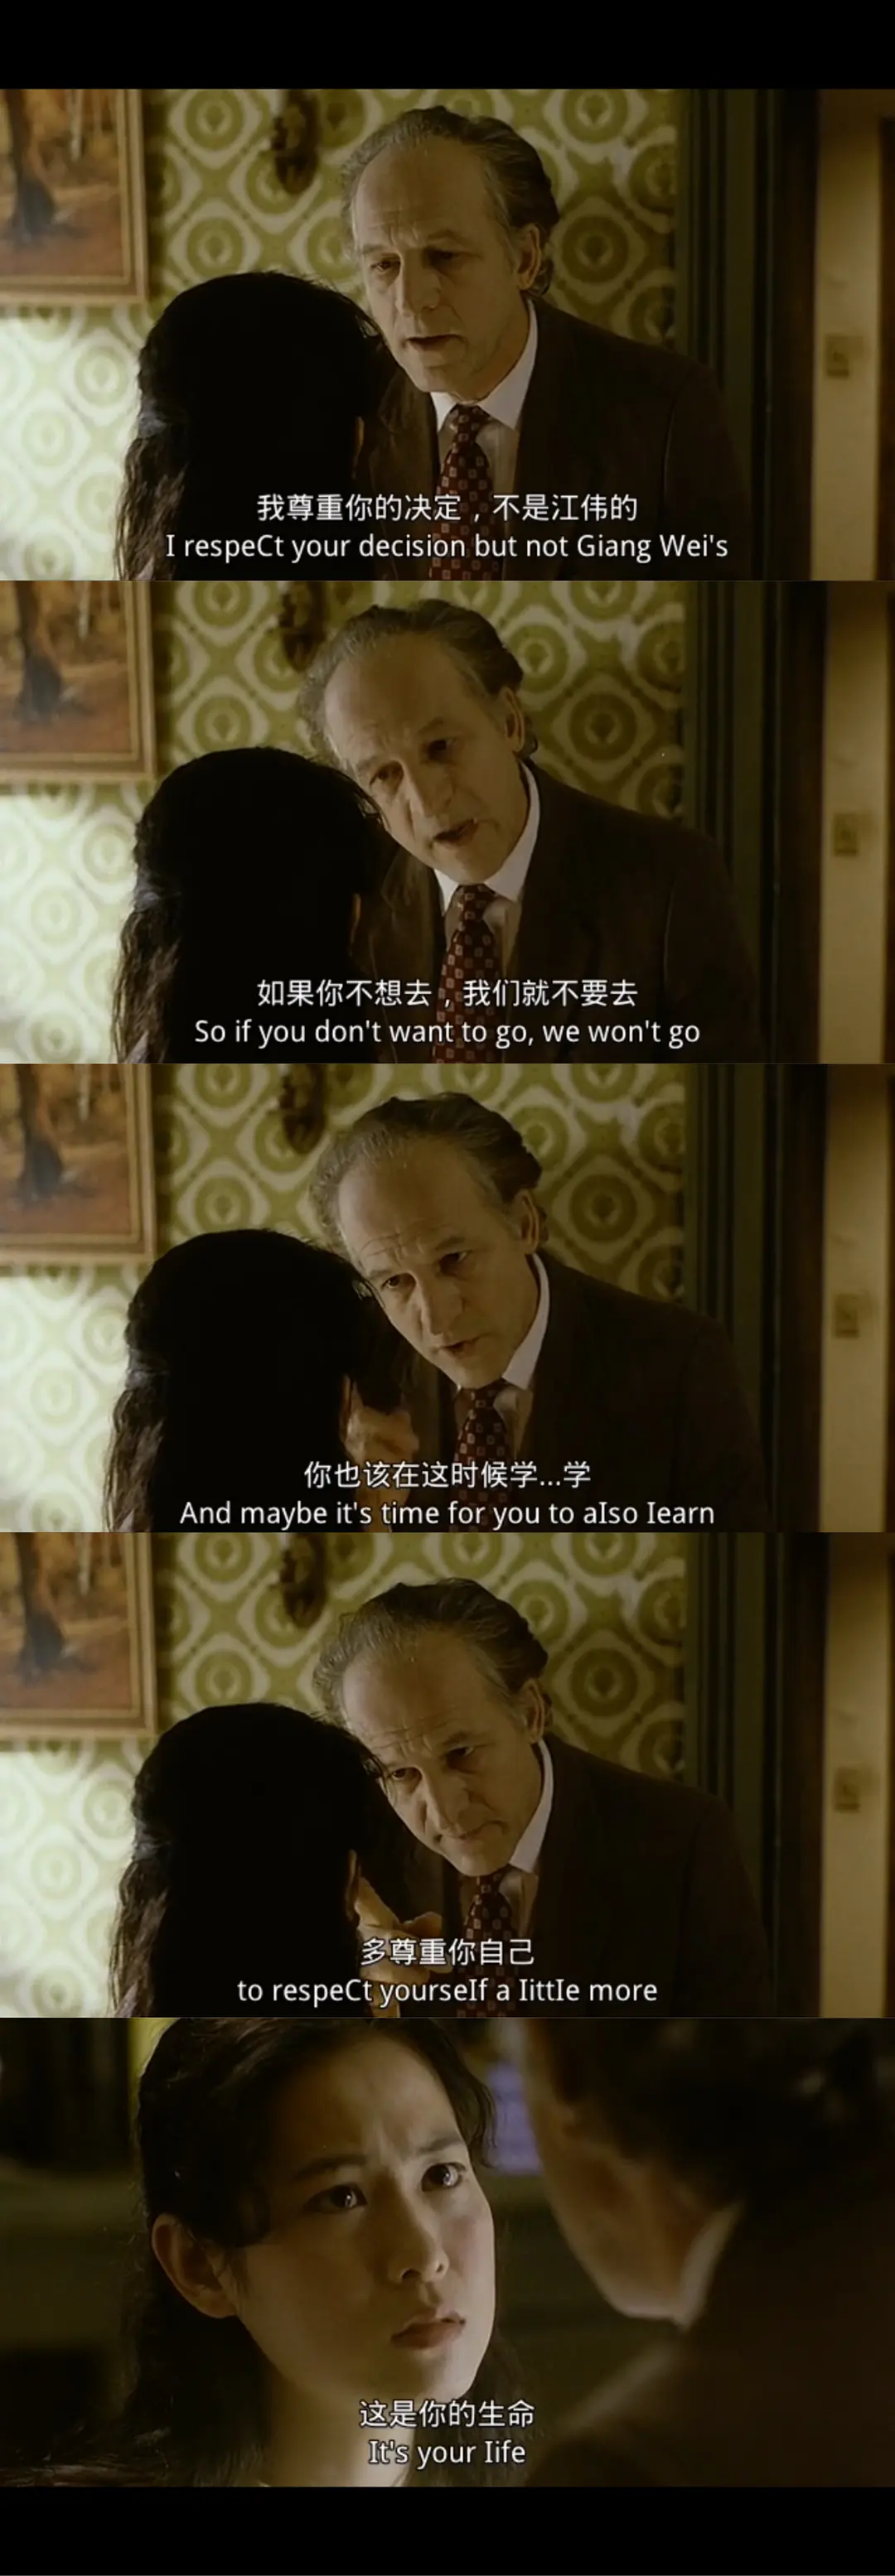 我尊重你的决定，不是江伟的
I respeCt your decision but not Giang Wei's
如果你不想去，我们就不要去
So if you don't want to go, we won't go
你也该在这时候学...学
And maybe it's time for you to aIso Iearn
多尊重你自己
to respeCt yourseIf a IittIe more
这是你的生命
It's your Iife